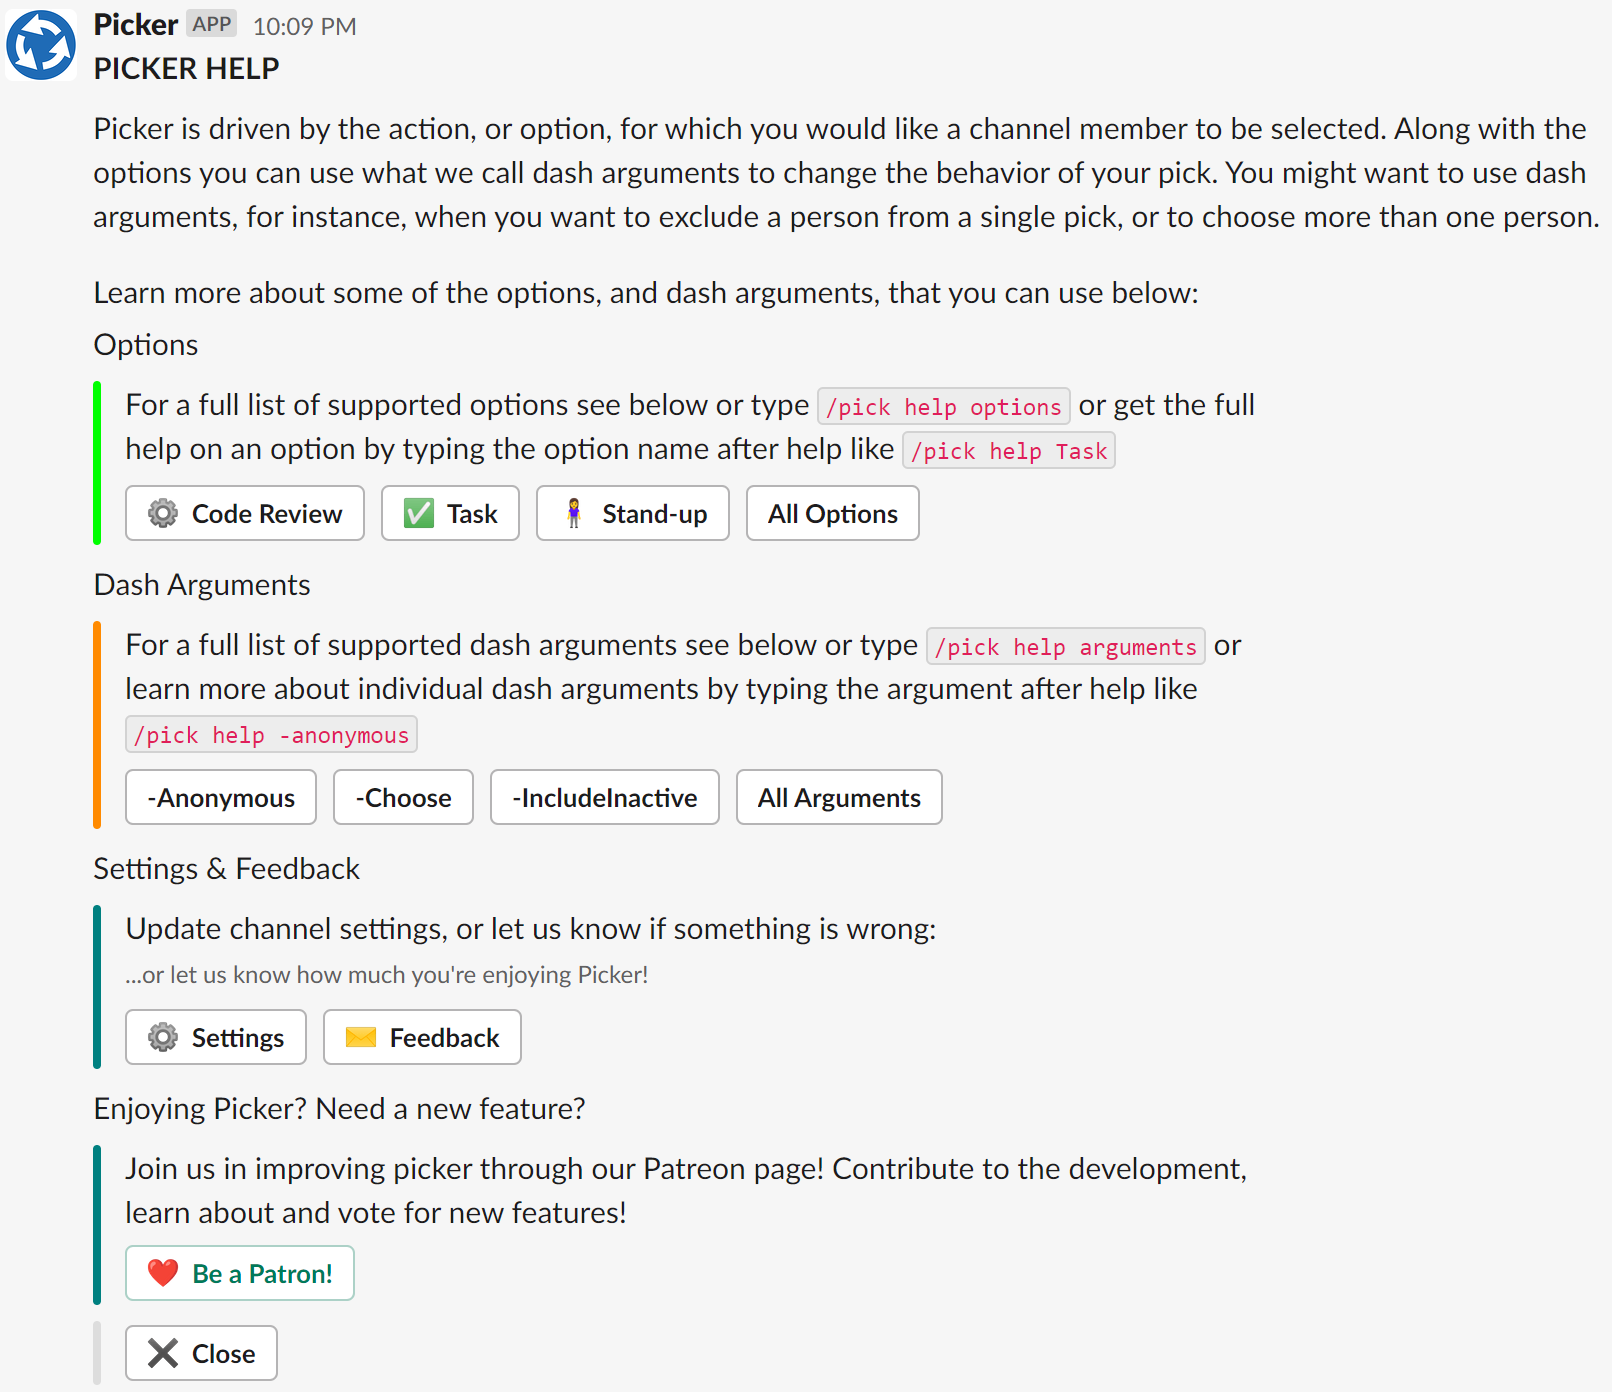 Picker APP 10:09 PM
PICKER HELP
Picker is driven by the action, or option, for which you would like a channel member to be selected. Along with the
options you can use what we call dash arguments to change the behavior of your pick. You might want to use dash
arguments, for instance, when you want to exclude a person from a single pick, or to choose more than one person.
Learn more about some of the options, and dash arguments, that you can use below:
Options
For a full list of supported options see below or type /pick help options or get the full
help on an option by typing the option name after help like /pick help Task
Code Review Task Stand-up All Options
Dash Arguments
For a full list of supported dash arguments see below or type /pick help arguments or
learn more about individual dash arguments by typing the argument after help like
/pick help -anonymous
-Anonymous -Choose -IncludeInactive All Arguments
Settings & Feedback
Update channel settings, or let us know if something is wrong:
...or let us know how much you're enjoying Picker!
Settings Feedback
Enjoying Picker? Need a new feature?
Join us in improving picker through our Patreon page! Contribute to the development,
learn about and vote for new features!
Be a Patron!
Close